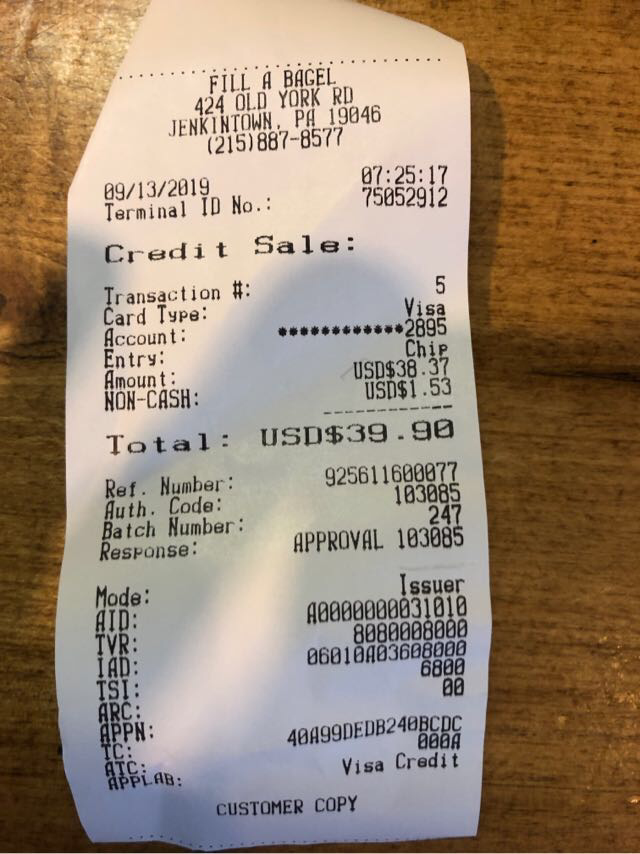 FILL A BAGEL
424 OLD YORK RD
JENKINTOWN, PA 19046
(215)887-8577
09/13/2019 07:25:17
Terminal ID No.: 75052912
Credit Sale:
Transaction #: 5
Card Type: Visa
Account: ************2895
Entry: Chip
Amount: USD$38.37
NON-CASH: USD$1.53
Total: USD$39.90
Ref. Number: 925611600077
Auth. Code: 103085
Batch Number: 247
Response: APPROVAL 103085
Mode: Issuer
AID: A0000000031010
TVR: 8080008000
IAD: 06010A03608000
TSI: 6800
ARC: 00
APPN:
TC: 40A99DEDB240BCDC
ATC: 000A
APPLAB: Visa Credit
CUSTOMER COPY